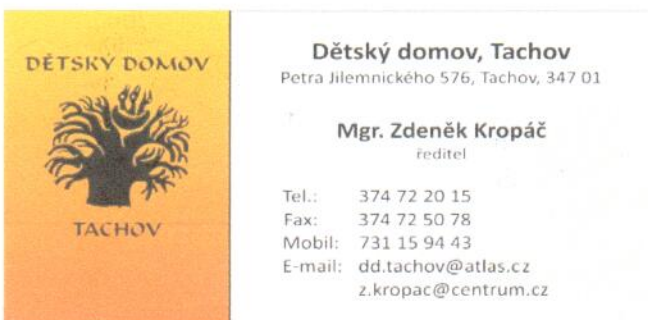 DĚTSKÝ DOMOV
TACHOV
Dětský domov, Tachov
Petra Jilemnického 576, Tachov, 347 01
Mgr. Zdeněk Kropáč
ředitel
Tel.: 374 72 20 15
Fax: 374 72 50 78
Mobil: 731 15 94 43
E-mail: dd.tachov@atlas.cz
z.kropac@centrum.cz